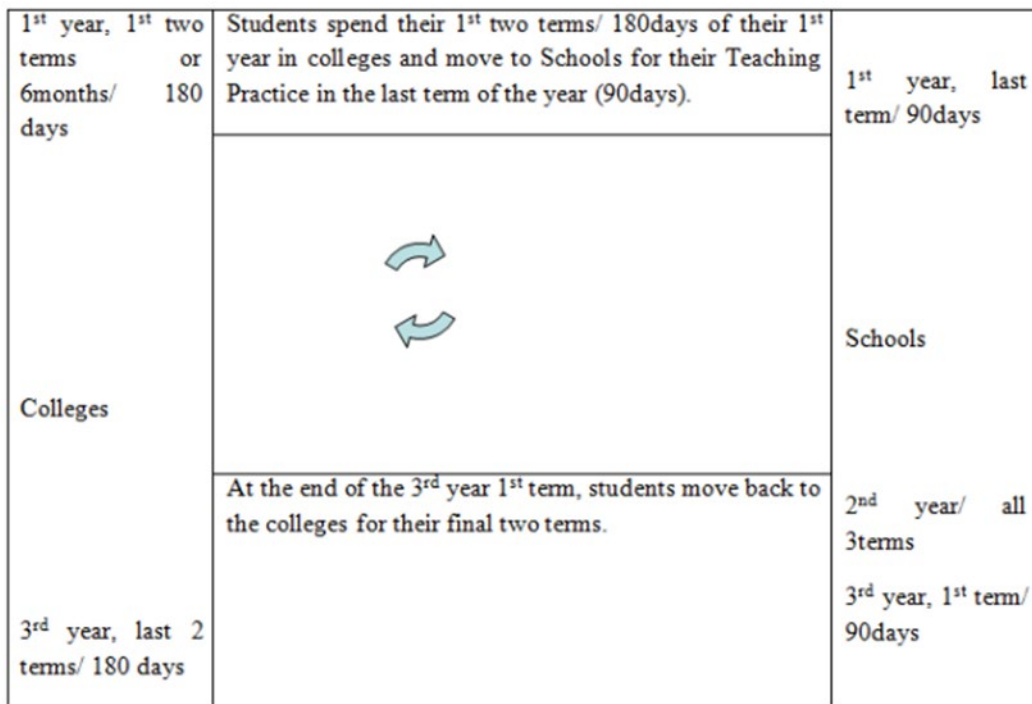 1st year, 1st two
terms or
6months/ 180
days
Students spend their 1st two terms/ 180days of their 1st
year in colleges and move to Schools for their Teaching
Practice in the last term of the year (90days).
1st year, last
term/ 90days
Colleges
Schools
At the end of the 3rd year 1st term, students move back to
the colleges for their final two terms.
2nd year/ all
3terms
3rd year, 1st term/
90days
3rd year, last 2
terms/ 180 days